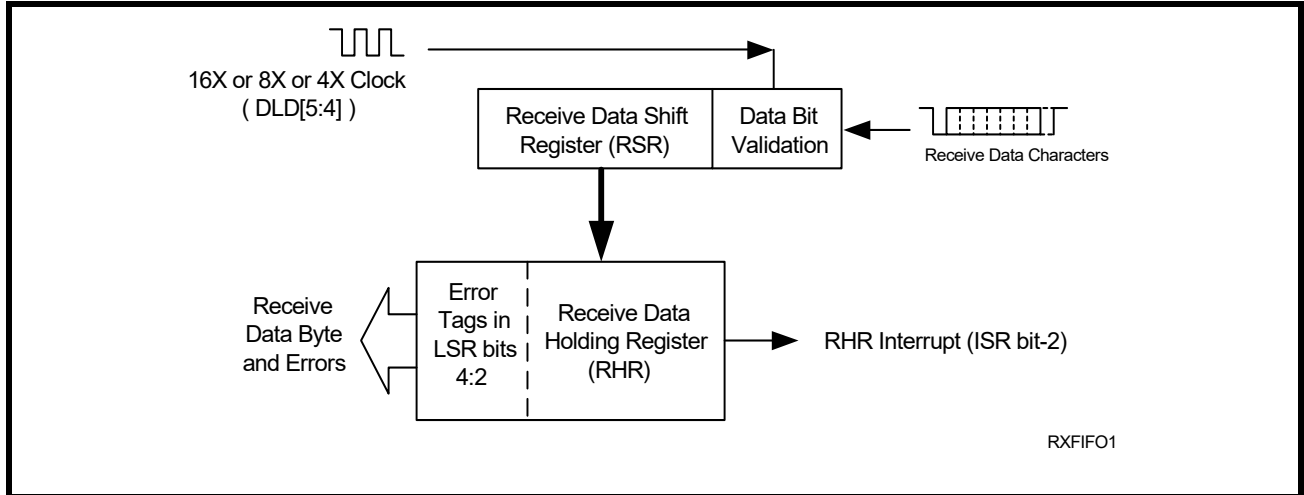 16X or 8X or 4X Clock
( DLD[5:4] )
Receive Data Shift
Register (RSR)
Data Bit
Validation
Receive Data Characters
Receive
Data Byte
and Errors
Error
Tags in
LSR bits
4:2
Receive Data
Holding Register
(RHR)
RHR Interrupt (ISR bit-2)
RXFIFO1